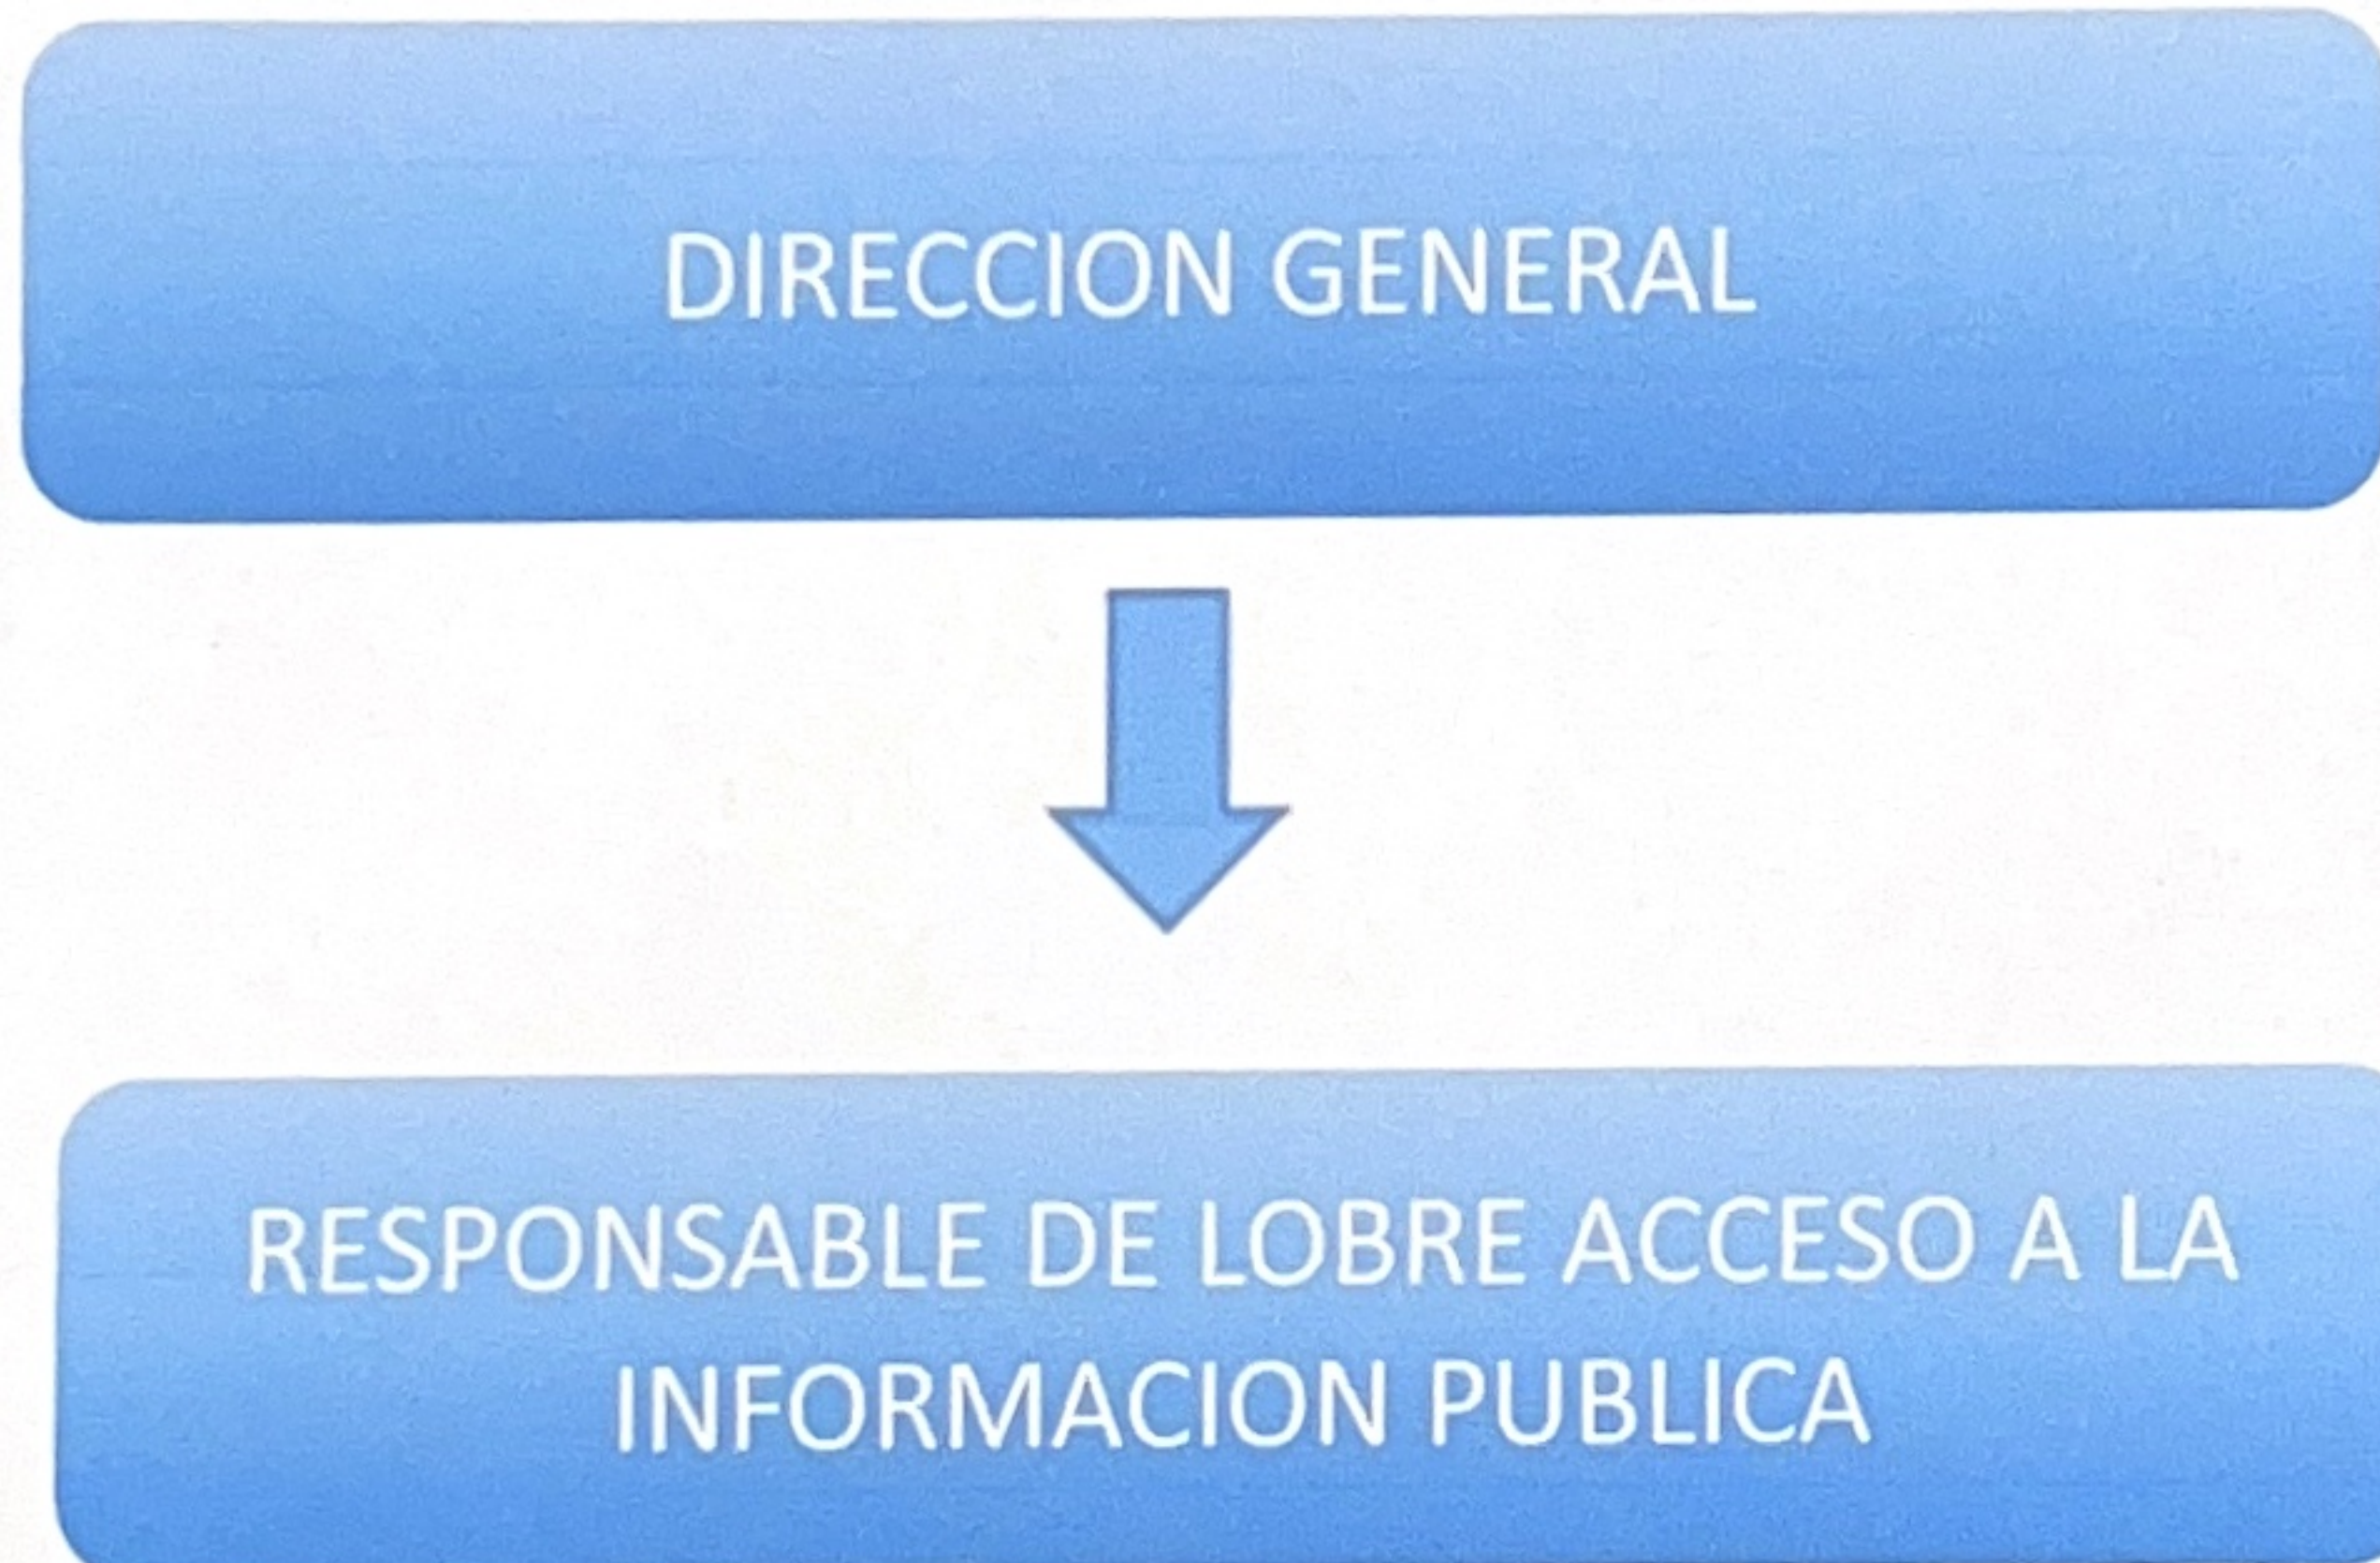 DIRECCION GENERAL
RESPONSABLE DE LOBRE ACCESO A LA
INFORMACION PUBLICA